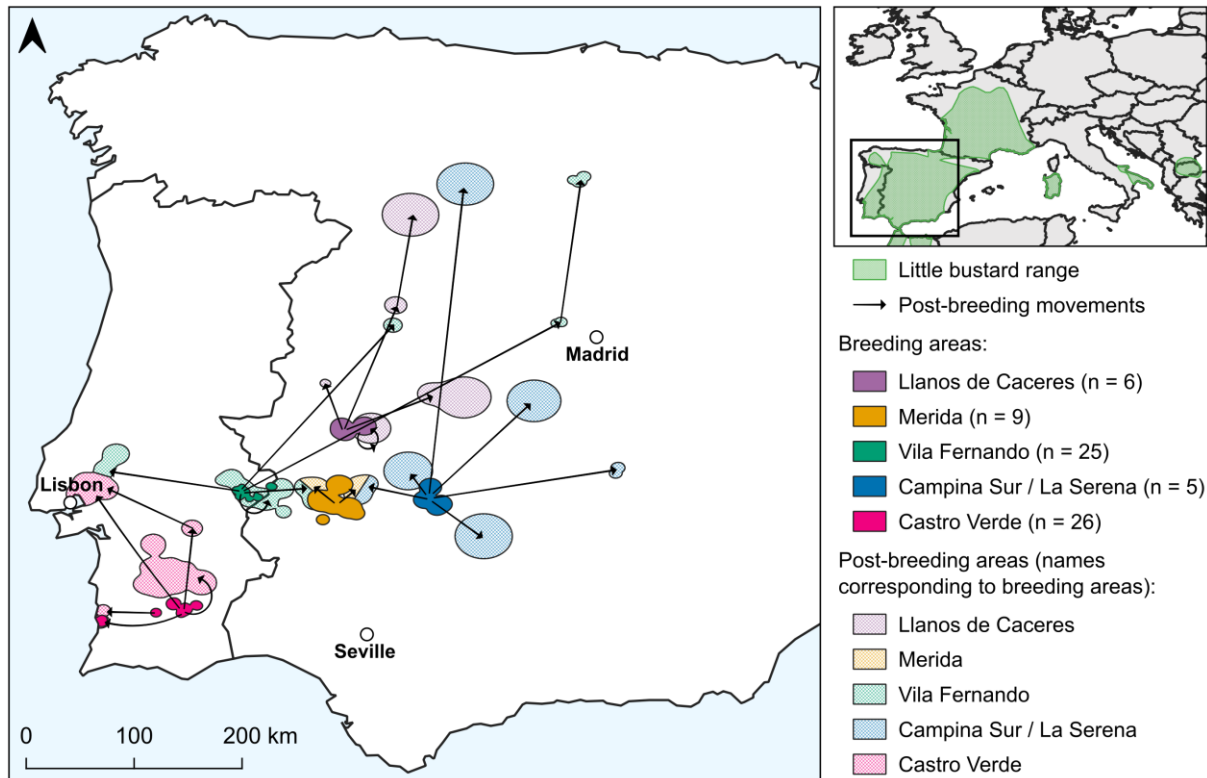 Madrid
Lisbon
Seville
0 100 200 km
Little bustard range
Post-breeding movements
Breeding areas:
Llanos de Caceres (n = 6)
Merida (n = 9)
Vila Fernando (n = 25)
Campina Sur / La Serena (n = 5)
Castro Verde (n = 26)
Post-breeding areas (names
corresponding to breeding areas):
Llanos de Caceres
Merida
Vila Fernando
Campina Sur / La Serena
Castro Verde